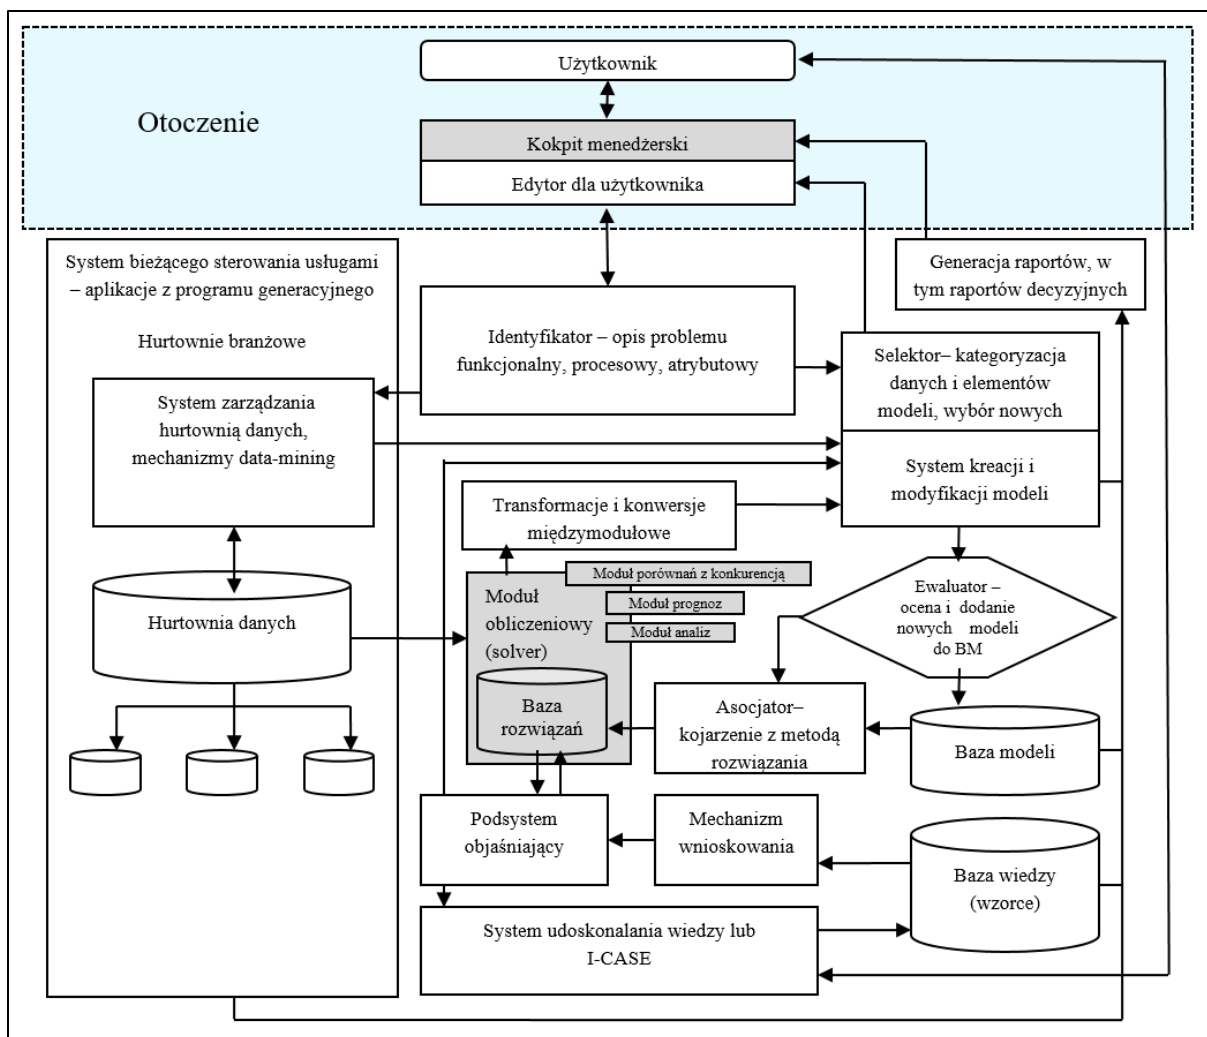 Użytkownik
Otoczenie
Kokpit menedżerski
Edytor dla użytkownika
System bieżącego sterowania usługami
– aplikacje z programu generacyjnego
Hurtownie branżowe
Generacja raportów, w
tym raportów decyzyjnych
Identyfikator – opis problemu
funkcjonalny, procesowy, atrybutowy
Selektor– kategoryzacja
danych i elementów
modeli, wybór nowych
System zarządzania
hurtownią danych,
mechanizmy data-mining
System kreacji i
modyfikacji modeli
Transformacje i konwersje
międzymodułowe
Moduł porównań z konkurencją
Moduł prognoz
Moduł analiz
Moduł
obliczeniowy
(solver)
Ewaluator –
ocena i dodanie
nowych modeli
do BM
Hurtownia danych
Baza
rozwiązań
Asocjator–
kojarzenie z metodą
rozwiązania
Baza modeli
Podsystem
objaśniający
Mechanizm
wnioskowania
Baza wiedzy
(wzorce)
System udoskonalania wiedzy lub
I-CASE